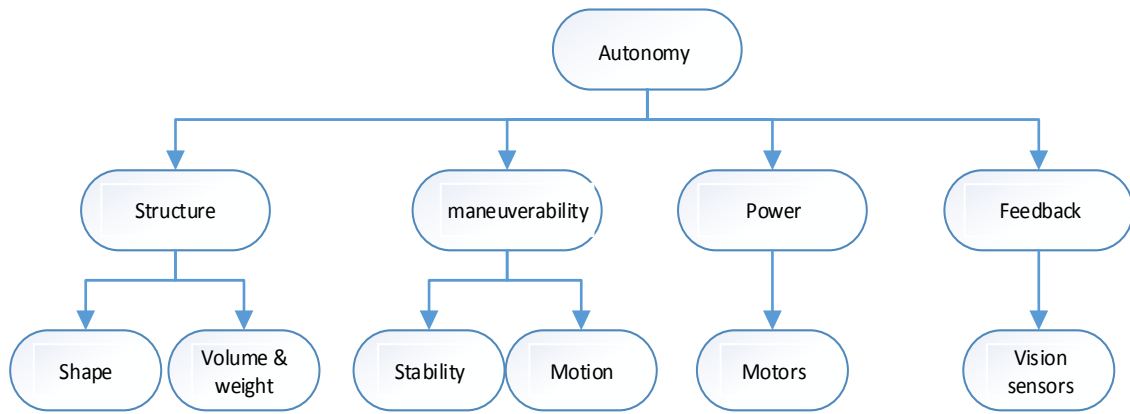 Autonomy
Structure
maneuverability
Power
Feedback
Shape
Volume &
weight
Stability
Motion
Motors
Vision
sensors